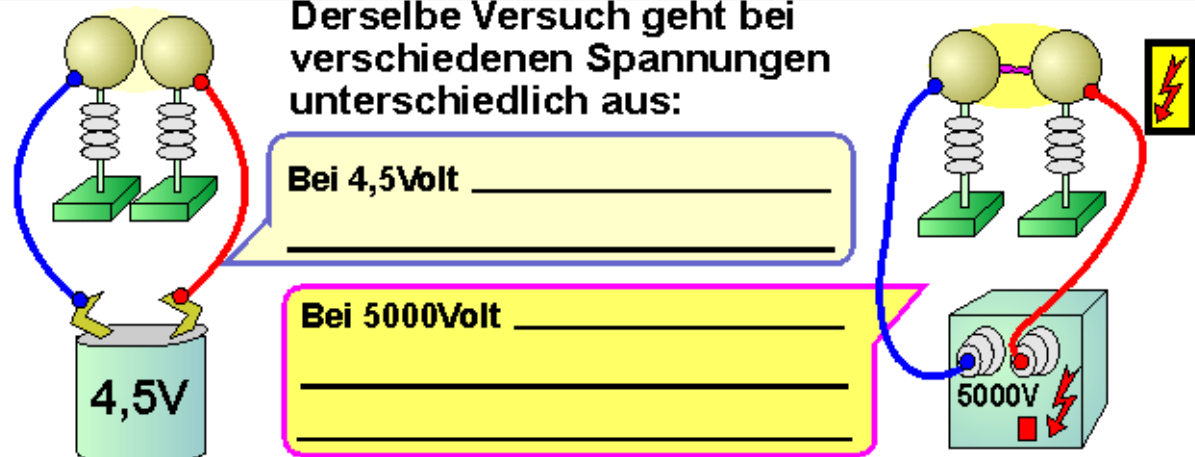 Derselbe Versuch geht bei
verschiedenen Spannungen
unterschiedlich aus:
Bei 4,5Volt
Bei 5000Volt
4,5V
5000V